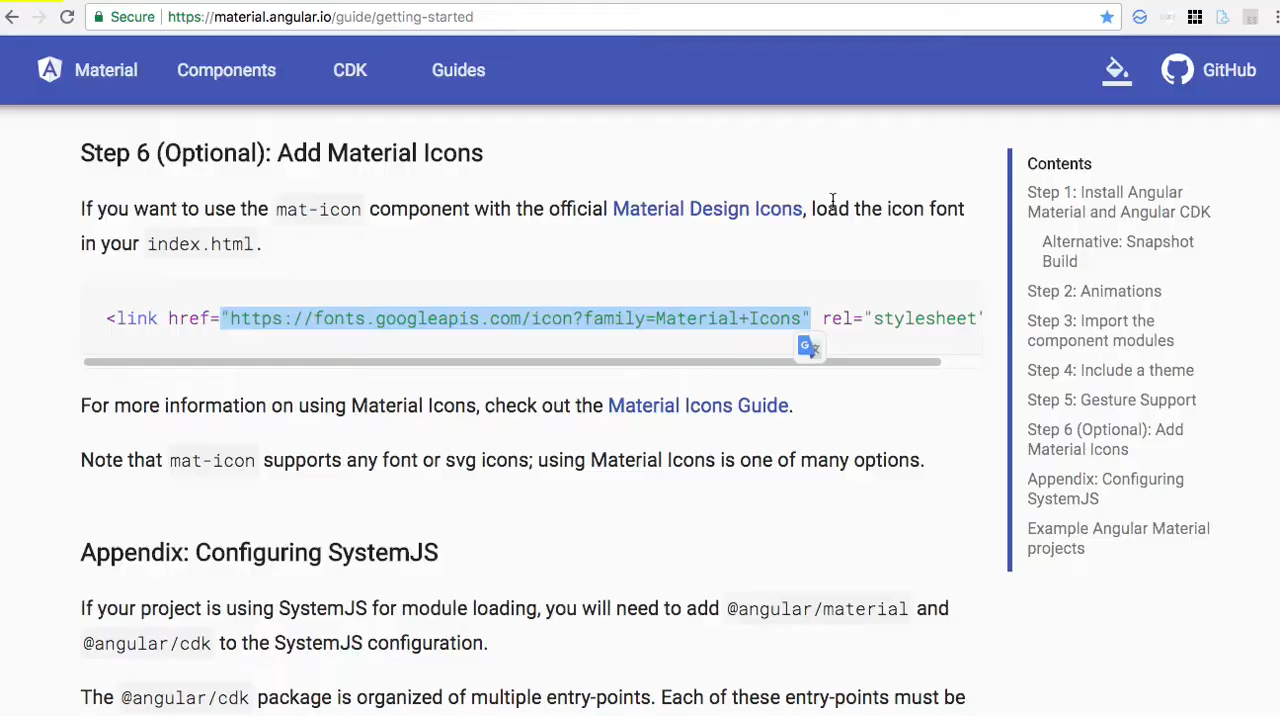 Secure https://material.angular.io/guide/getting-started
Material Components CDK Guides GitHub
Step 6 (Optional): Add Material Icons
If you want to use the mat-icon component with the official Material Design Icons, load the icon font
in your index.html.
<link href="https://fonts.googleapis.com/icon?family=Material+Icons" rel="stylesheet"
For more information on using Material Icons, check out the Material Icons Guide.
Note that mat-icon supports any font or svg icons; using Material Icons is one of many options.
Appendix: Configuring SystemJS
If your project is using SystemJS for module loading, you will need to add @angular/material and
@angular/cdk to the SystemJS configuration.
The @angular/cdk package is organized of multiple entry-points. Each of these entry-points must be
Contents
Step 1: Install Angular
Material and Angular CDK
Alternative: Snapshot
Build
Step 2: Animations
Step 3: Import the
component modules
Step 4: Include a theme
Step 5: Gesture Support
Step 6 (Optional): Add
Material Icons
Appendix: Configuring
SystemJS
Example Angular Material
projects